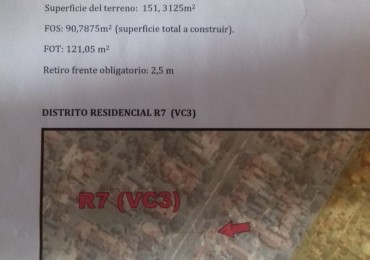 Superficie del terreno: 151, 3125m²
FOS: 90,7875m² (superficie total a construir).
FOT: 121,05 m²
Retiro frente obligatorio: 2,5 m
DISTRITO RESIDENCIAL R7 (VC3)
R7 (VC3)